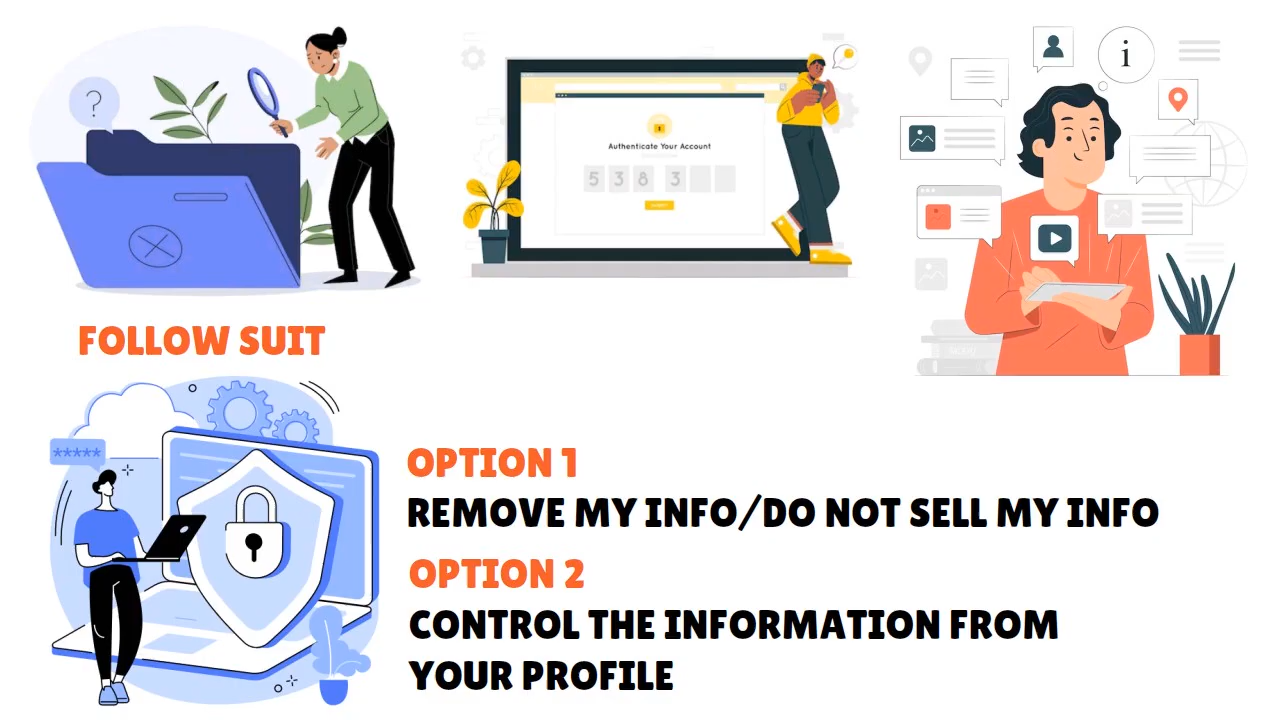 ?
Authenticate Your Account
5 3 8 3
i
FOLLOW SUIT
*****
OPTION 1
REMOVE MY INFO/DO NOT SELL MY INFO
OPTION 2
CONTROL THE INFORMATION FROM
YOUR PROFILE